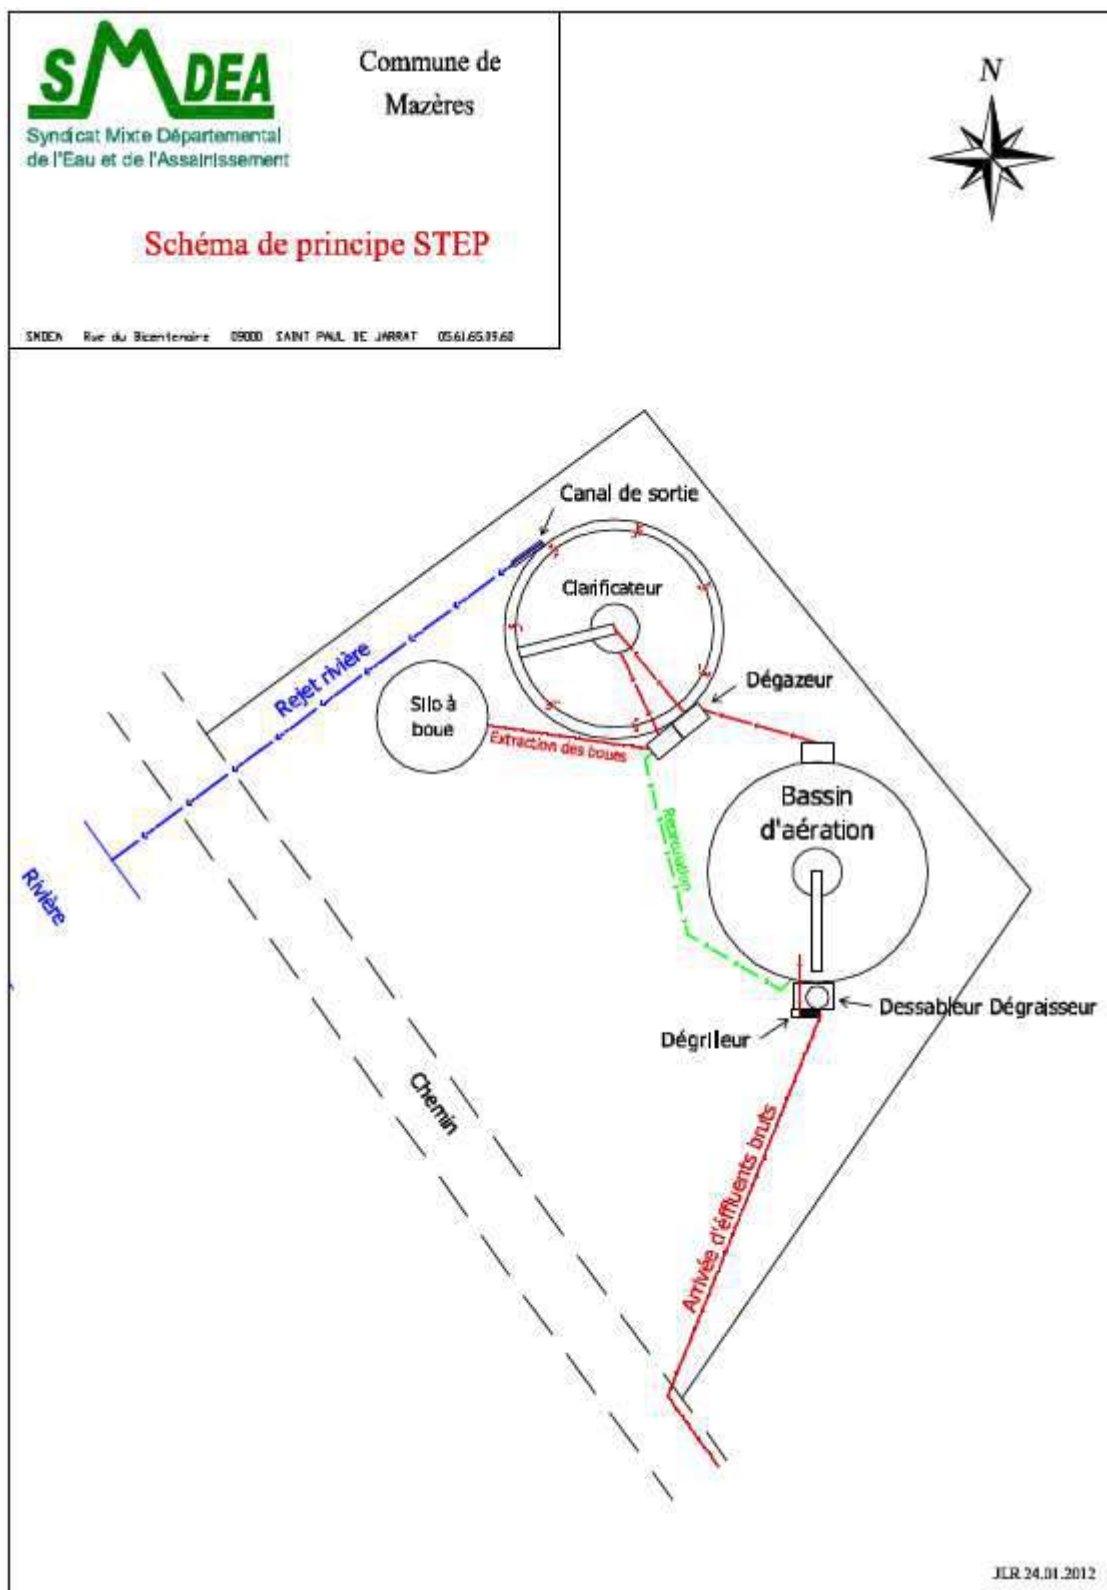 SMDEA
Syndicat Mixte Départemental
de l'Eau et de l'Assainissement
Commune de
Mazères
Schéma de principe STEP
SMDEA Rue du Bicentenaire 09000 SAINT PAUL DE JARRAT 05.61.65.09.60
N
Canal de sortie
Clarificateur
Dégazeur
Rejet rivière
Silo à
boue
Extraction des boues
Bassin
d'aération
Recirculation
Rivière
Dessableur Dégraisseur
Dégrilleur
Chemin
Arrivée d'éffluents bruts
JLR 24.01.2012